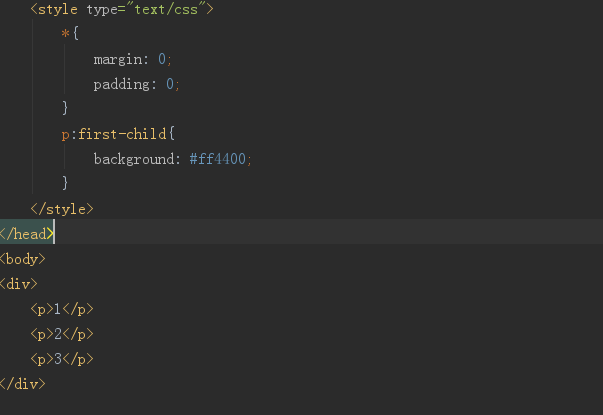 <style type="text/css">
*{
margin: 0;
padding: 0;
}
p:first-child{
background: #ff4400;
}
</style>
</head>
<body>
<div>
<p>1</p>
<p>2</p>
<p>3</p>
</div>